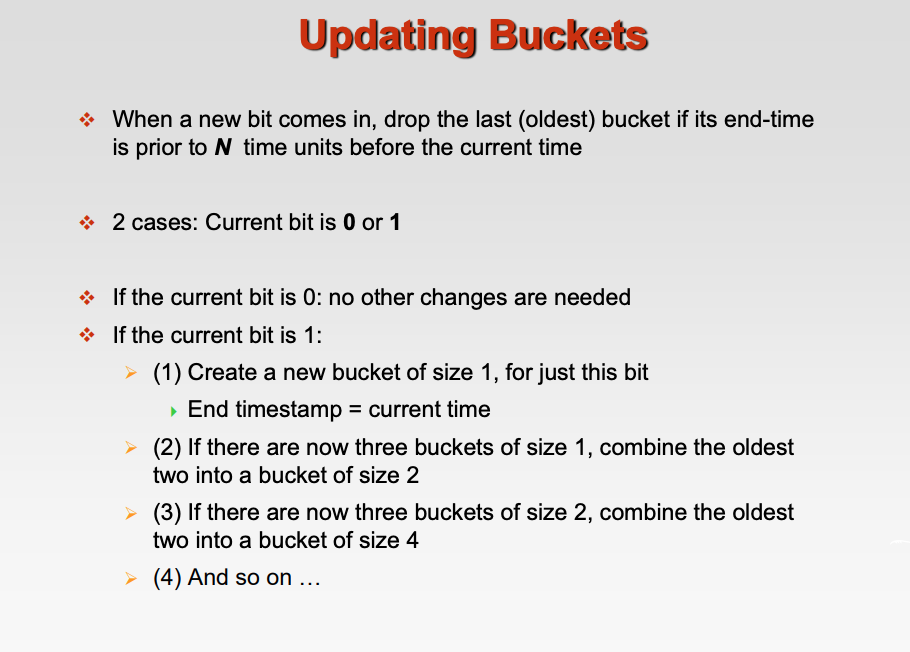 Updating Buckets
When a new bit comes in, drop the last (oldest) bucket if its end-time
is prior to N time units before the current time
2 cases: Current bit is 0 or 1
If the current bit is 0: no other changes are needed
If the current bit is 1:
(1) Create a new bucket of size 1, for just this bit
End timestamp = current time
(2) If there are now three buckets of size 1, combine the oldest
two into a bucket of size 2
(3) If there are now three buckets of size 2, combine the oldest
two into a bucket of size 4
(4) And so on …